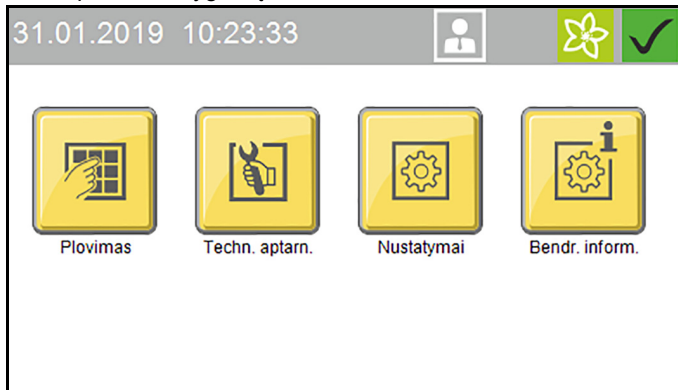 31.01.2019 10:23:33
Plovimas
Techn. aptarn.
Nustatymai
Bendr. inform.